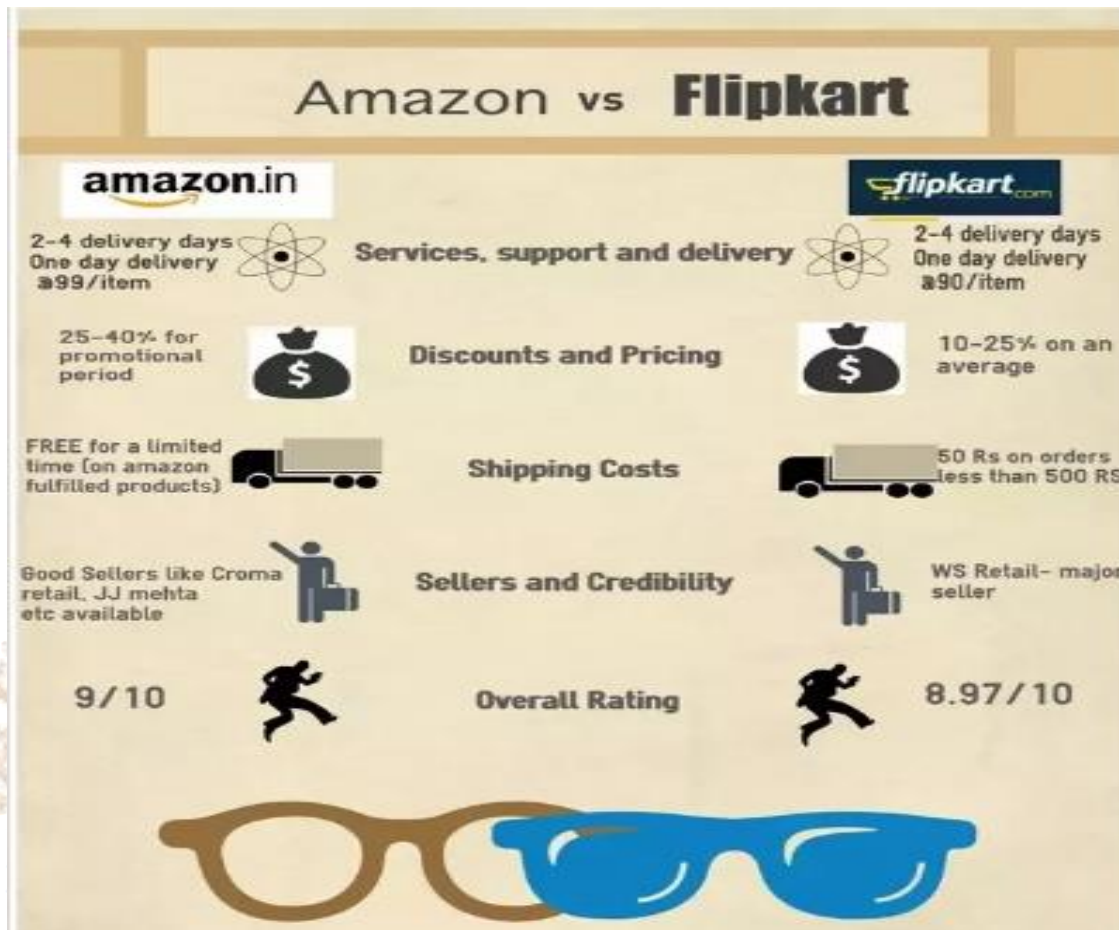 Amazon vs Flipkart
amazon.in
flipkart.com
2-4 delivery days
One day delivery
@99/item
Services, support and delivery
2-4 delivery days
One day delivery
@90/item
25-40% for
promotional
period
$
Discounts and Pricing
$
10-25% on an
average
FREE for a limited
time (on amazon
fulfilled products)
Shipping Costs
50 Rs on orders
less than 500 RS
Good Sellers like Croma
retail, JJ mehta
etc available
Sellers and Credibility
WS Retail- major
seller
9/10
Overall Rating
8.97/10